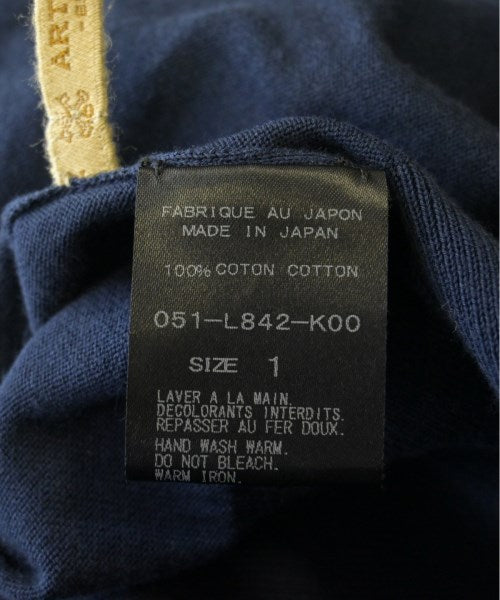 ART
FABRIQUE AU JAPON
MADE IN JAPAN
100% COTON COTTON
051-L842-K00
SIZE 1
LAVER A LA MAIN.
DECOLORANTS INTERDITS.
REPASSER AU FER DOUX.
HAND WASH WARM.
DO NOT BLEACH.
WARM IRON.